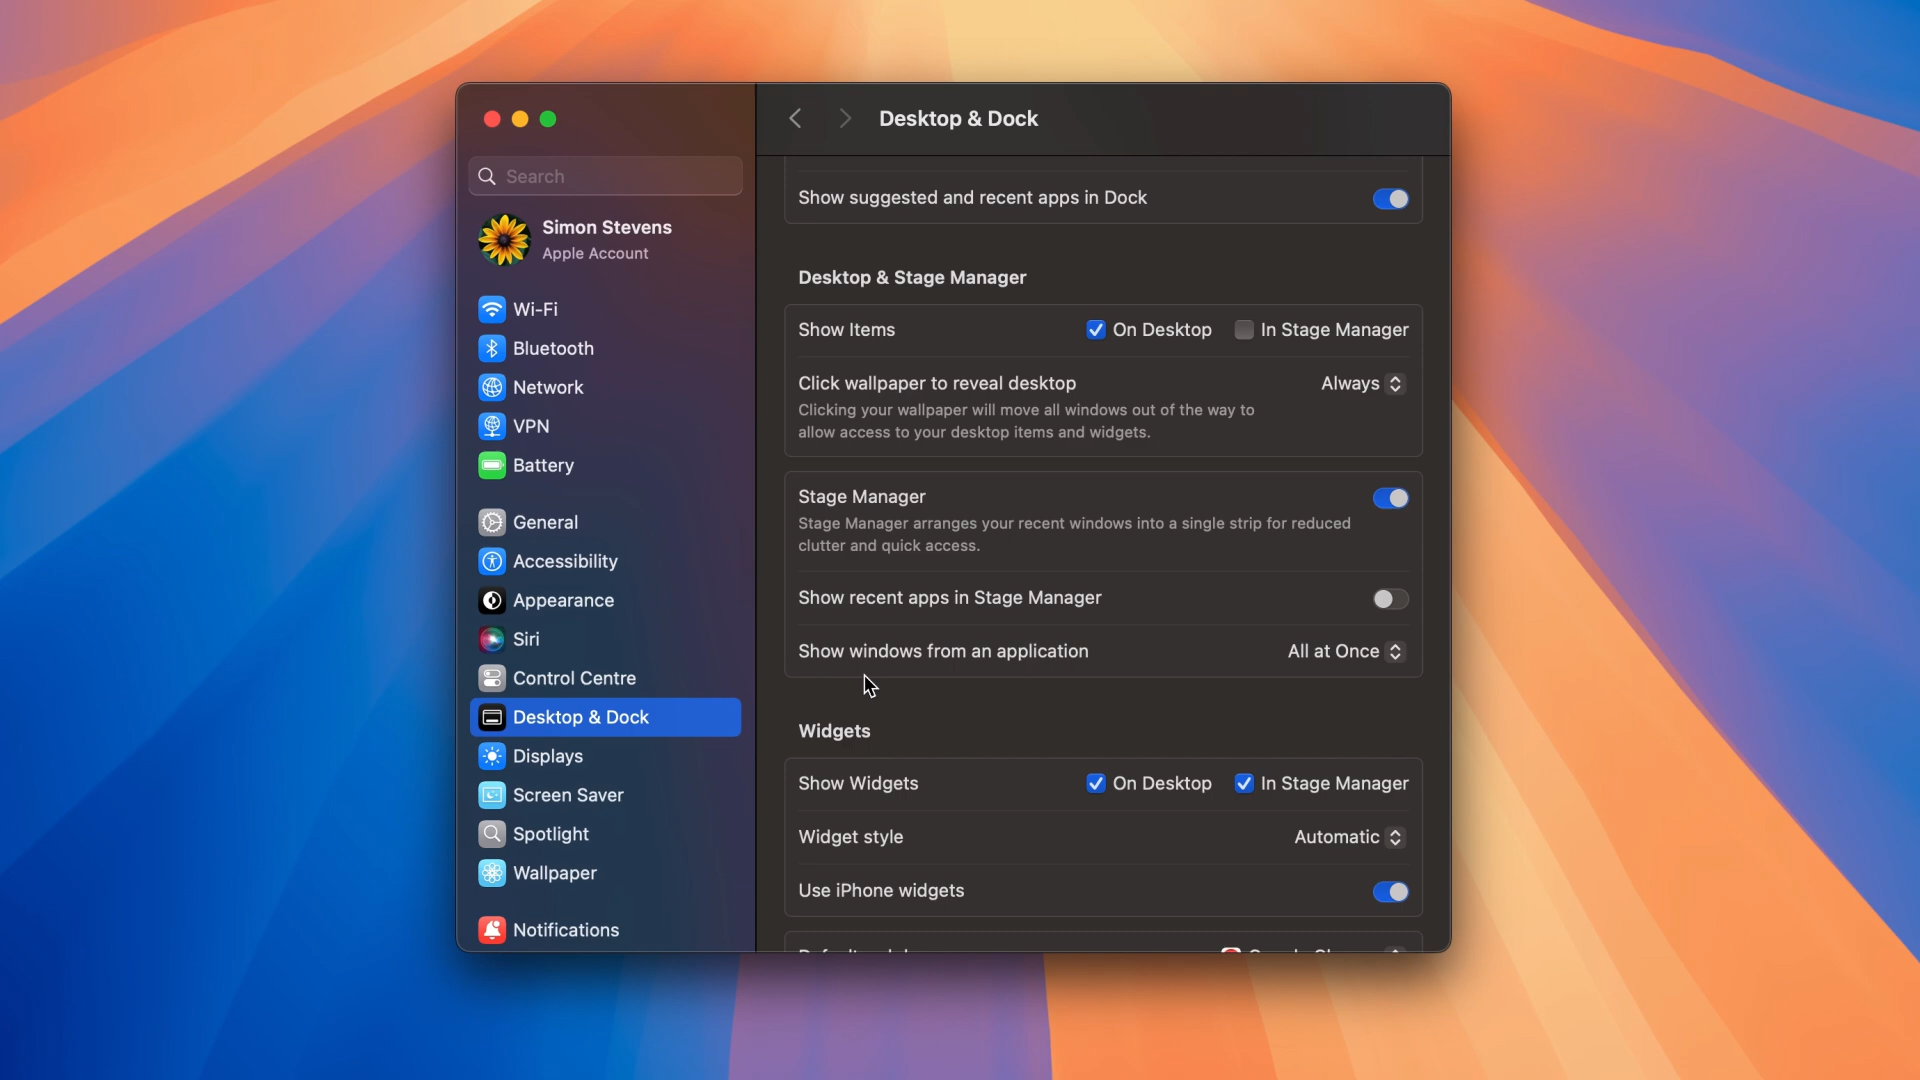 Search
Simon Stevens
Apple Account
Wi-Fi
Bluetooth
Network
VPN
Battery
General
Accessibility
Appearance
Siri
Control Centre
Desktop & Dock
Displays
Screen Saver
Spotlight
Wallpaper
Notifications
Desktop & Dock
Show suggested and recent apps in Dock
Desktop & Stage Manager
Show Items On Desktop In Stage Manager
Click wallpaper to reveal desktop Always
Clicking your wallpaper will move all windows out of the way to
allow access to your desktop items and widgets.
Stage Manager
Stage Manager arranges your recent windows into a single strip for reduced
clutter and quick access.
Show recent apps in Stage Manager
Show windows from an application All at Once
Widgets
Show Widgets On Desktop In Stage Manager
Widget style Automatic
Use iPhone widgets